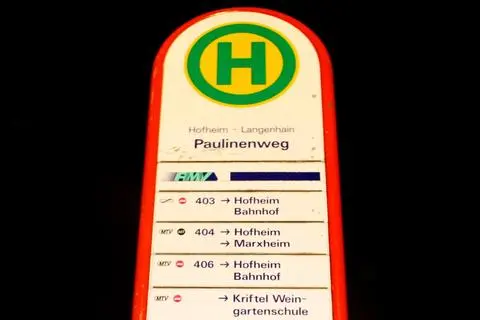 H
Hofheim - Langenhain
Paulinenweg
RMV
403 → Hofheim
Bahnhof
MTV 404 → Hofheim
→ Marxheim
MTV 406 → Hofheim
Bahnhof
MTV → Kriftel Wein-
gartenschule